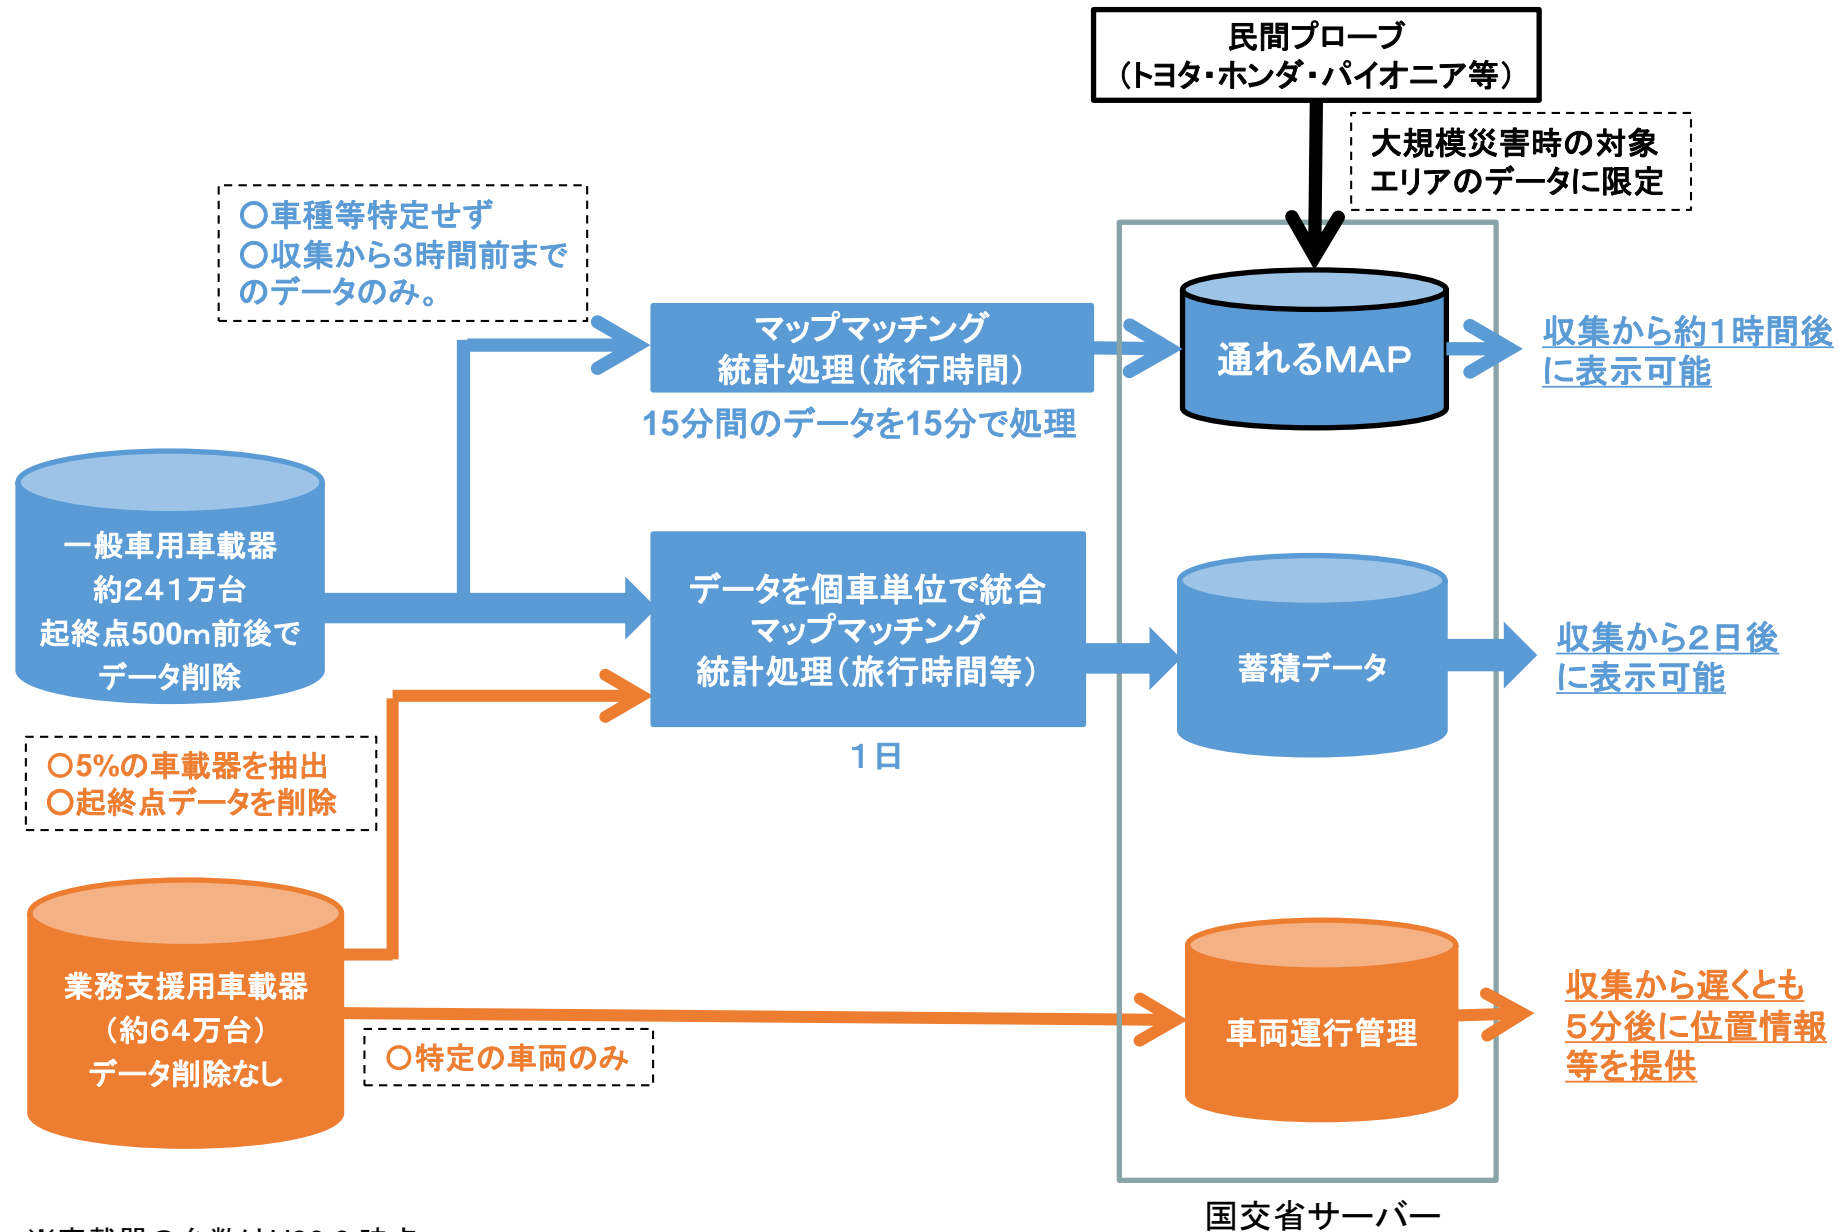 民間プローブ
（トヨタ・ホンダ・パイオニア等）
大規模災害時の対象
エリアのデータに限定
○車種等特定せず
○収集から３時間前まで
のデータのみ。
マップマッチング
統計処理（旅行時間）
15分間のデータを15分で処理
通れるＭＡＰ
収集から約１時間後
に表示可能
一般車用車載器
約２４１万台
起終点500ｍ前後で
データ削除
データを個車単位で統合
マップマッチング
統計処理（旅行時間等）
１日
蓄積データ
収集から２日後
に表示可能
○5%の車載器を抽出
○起終点データを削除
業務支援用車載器
（約６４万台）
データ削除なし
○特定の車両のみ
車両運行管理
収集から遅くとも
５分後に位置情報
等を提供
国交省サーバー